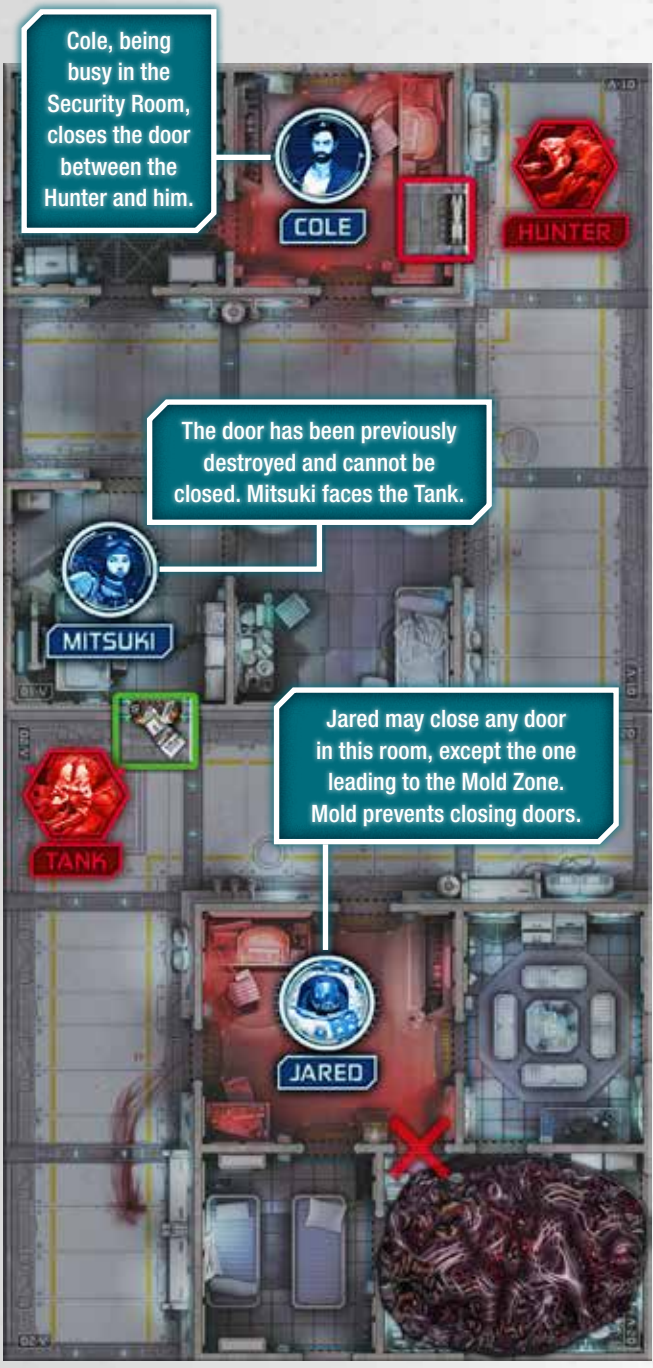 Cole, being
busy in the
Security Room,
closes the door
between the
Hunter and him.
COLE
HUNTER
The door has been previously
destroyed and cannot be
closed. Mitsuki faces the Tank.
MITSUKI
Jared may close any door
in this room, except the one
leading to the Mold Zone.
Mold prevents closing doors.
TANK
JARED